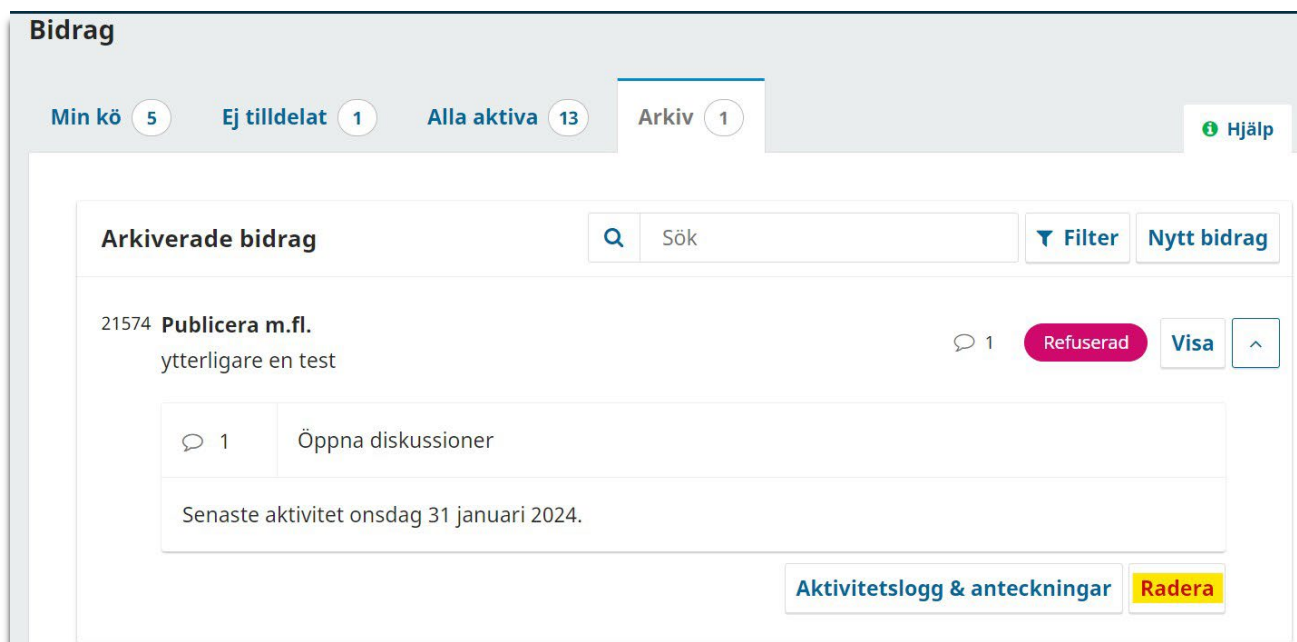 Bidrag
Min kö 5 Ej tilldelat 1 Alla aktiva 13 Arkiv 1
Hjälp
Arkiverade bidrag Sök Filter Nytt bidrag
21574 Publicera m.fl. 1 Refuserad Visa
ytterligare en test
1 Öppna diskussioner
Senaste aktivitet onsdag 31 januari 2024.
Aktivitetslogg & anteckningar Radera